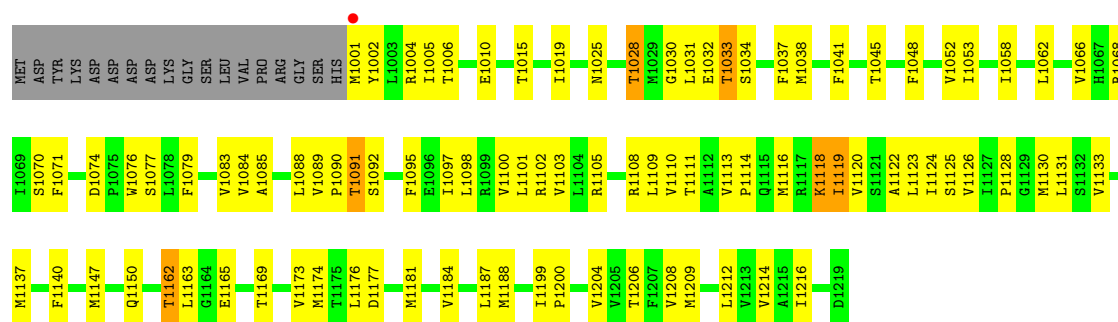 MET ASP TYR LYS ASP ASP ASP ASP LYS GLY SER LEU VAL PRO ARG GLY SER HIS M1001 Y1002 L1003 R1004 I1005 T1006 E1010 T1015 I1019 N1025 T1028 M1029 G1030 L1031 E1032 T1033 S1034 F1037 M1038 F1041 T1045 F1048 V1052 I1053 I1058 L1062 V1066 H1067 R1068
I1069 S1070 F1071 D1074 P1075 W1076 S1077 L1078 F1079 V1083 V1084 A1085 L1088 V1089 P1090 T1091 S1092 F1095 E1096 I1097 L1098 R1099 V1100 L1101 R1102 V1103 L1104 R1105 R1108 L1109 V1110 T1111 A1112 V1113 P1114 Q1115 M1116 R1117 K1118 I1119 V1120 S1121 A1122 L1123 I1124 S1125 V1126 I1127 P1128 G1129 M1130 L1131 S1132 V1133
M1137 F1140 M1147 Q1150 T1162 L1163 G1164 E1165 T1169 V1173 M1174 T1175 L1176 D1177 M1181 V1184 L1187 M1188 I1199 P1200 V1204 V1205 T1206 F1207 V1208 M1209 L1212 V1213 V1214 A1215 I1216 D1219